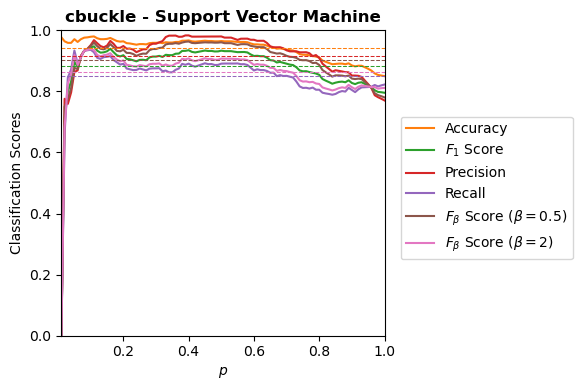 cbuckle - Support Vector Machine
Classification Scores
1.0
0.8
0.6
0.4
0.2
0.0
0.2 0.4 0.6 0.8 1.0
p
Accuracy
F₁ Score
Precision
Recall
Fᵦ Score (β = 0.5)
Fᵦ Score (β = 2)